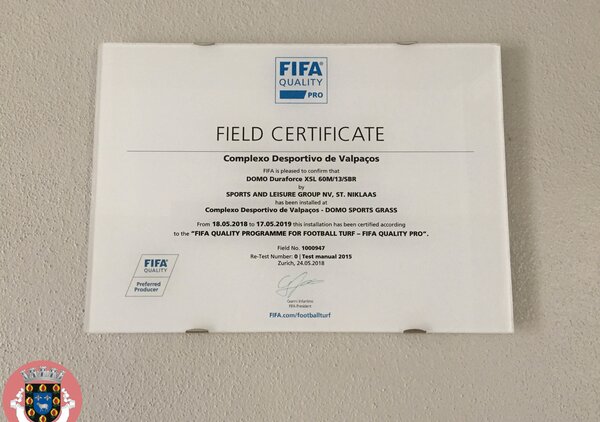 FIFA®
QUALITY
PRO
FIELD CERTIFICATE
Complexo Desportivo de Valpaços
FIFA is pleased to confirm that
DOMO Duraforce XSL 60M/13/SBR
by
SPORTS AND LEISURE GROUP NV, ST. NIKLAAS
has been installed at
Complexo Desportivo de Valpaços - DOMO SPORTS GRASS
From 18.05.2018 to 17.05.2019 this installation has been certified according
to the "FIFA QUALITY PROGRAMME FOR FOOTBALL TURF – FIFA QUALITY PRO".
Field No. 1000947
Re-Test Number: 0 | Test manual 2015
Zurich, 24.05.2018
FIFA®
QUALITY
Preferred
Producer
Gianni Infantino
FIFA President
FIFA.com/footballturf